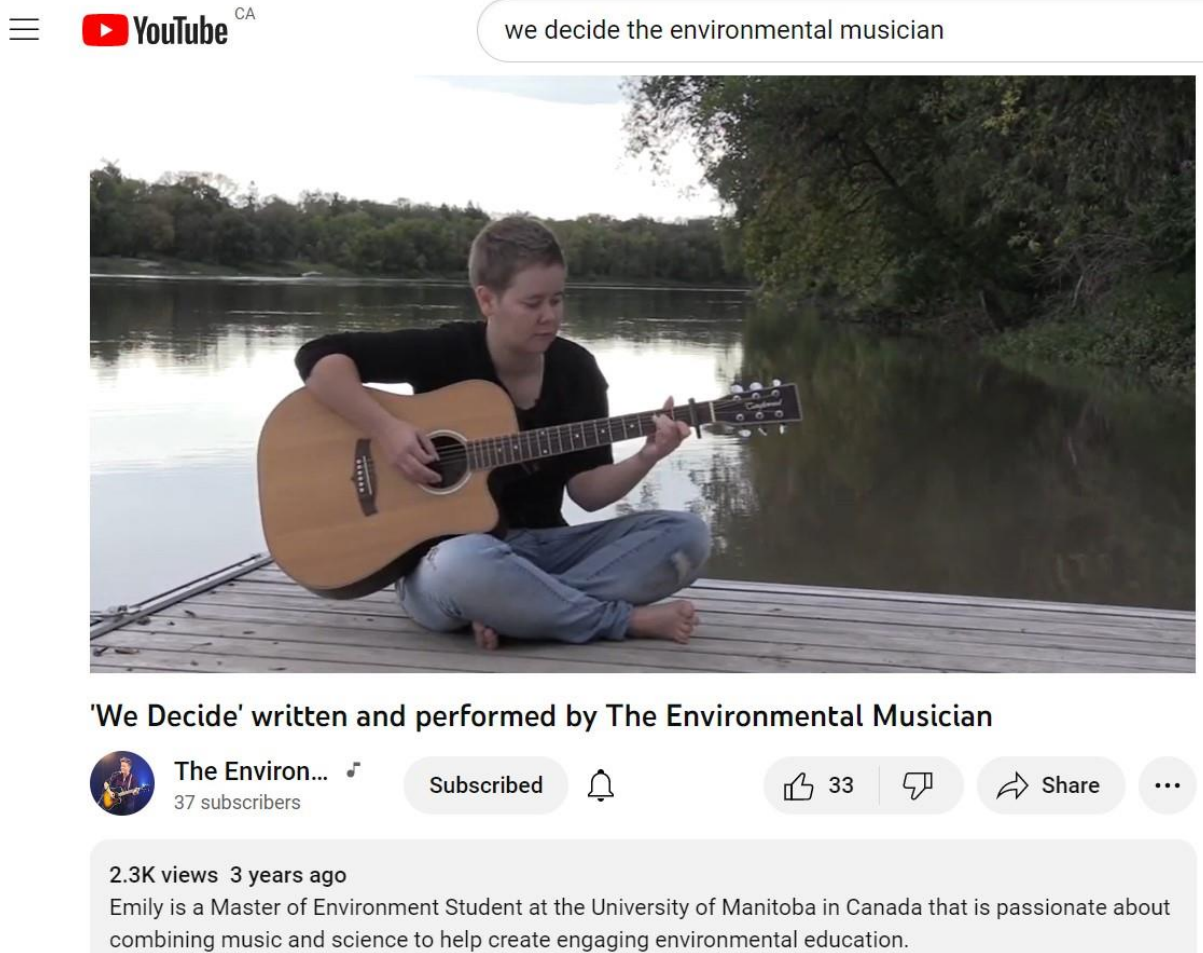 YouTube CA
we decide the environmental musician
Tanglewood
'We Decide' written and performed by The Environmental Musician
The Environ...
37 subscribers
Subscribed
33
Share
2.3K views 3 years ago
Emily is a Master of Environment Student at the University of Manitoba in Canada that is passionate about
combining music and science to help create engaging environmental education.